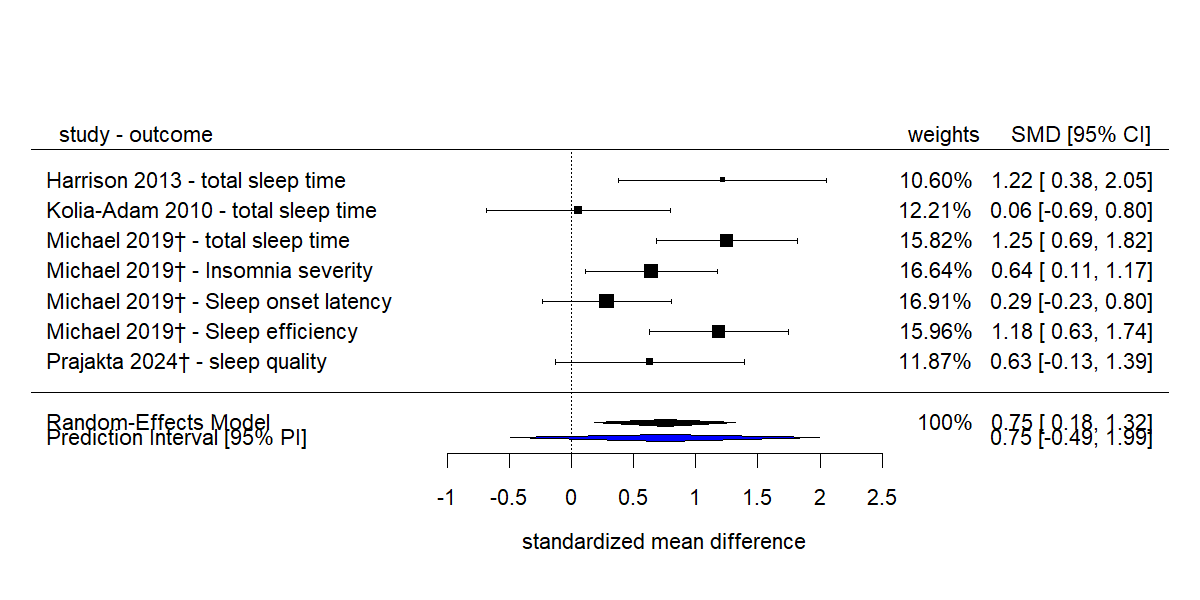 study - outcome weights SMD [95% CI]
Harrison 2013 - total sleep time 10.60% 1.22 [ 0.38, 2.05]
Kolia-Adam 2010 - total sleep time 12.21% 0.06 [-0.69, 0.80]
Michael 2019† - total sleep time 15.82% 1.25 [ 0.69, 1.82]
Michael 2019† - Insomnia severity 16.64% 0.64 [ 0.11, 1.17]
Michael 2019† - Sleep onset latency 16.91% 0.29 [-0.23, 0.80]
Michael 2019† - Sleep efficiency 15.96% 1.18 [ 0.63, 1.74]
Prajakta 2024† - sleep quality 11.87% 0.63 [-0.13, 1.39]
Random-Effects Model 100% 0.75 [ 0.18, 1.32]
Prediction Interval [95% PI] 0.75 [-0.49, 1.99]
-1 -0.5 0 0.5 1 1.5 2 2.5
standardized mean difference